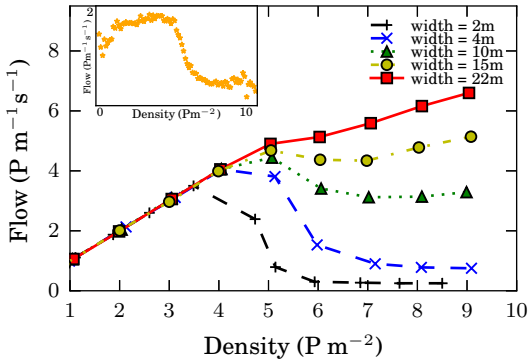 2
Flow (Pm⁻¹s⁻¹)
0
Density (Pm⁻²)
10
width = 2m
width = 4m
width = 10m
width = 15m
width = 22m
8
6
4
2
0
Flow (P m⁻¹ s⁻¹)
1 2 3 4 5 6 7 8 9 10
Density (P m⁻²)